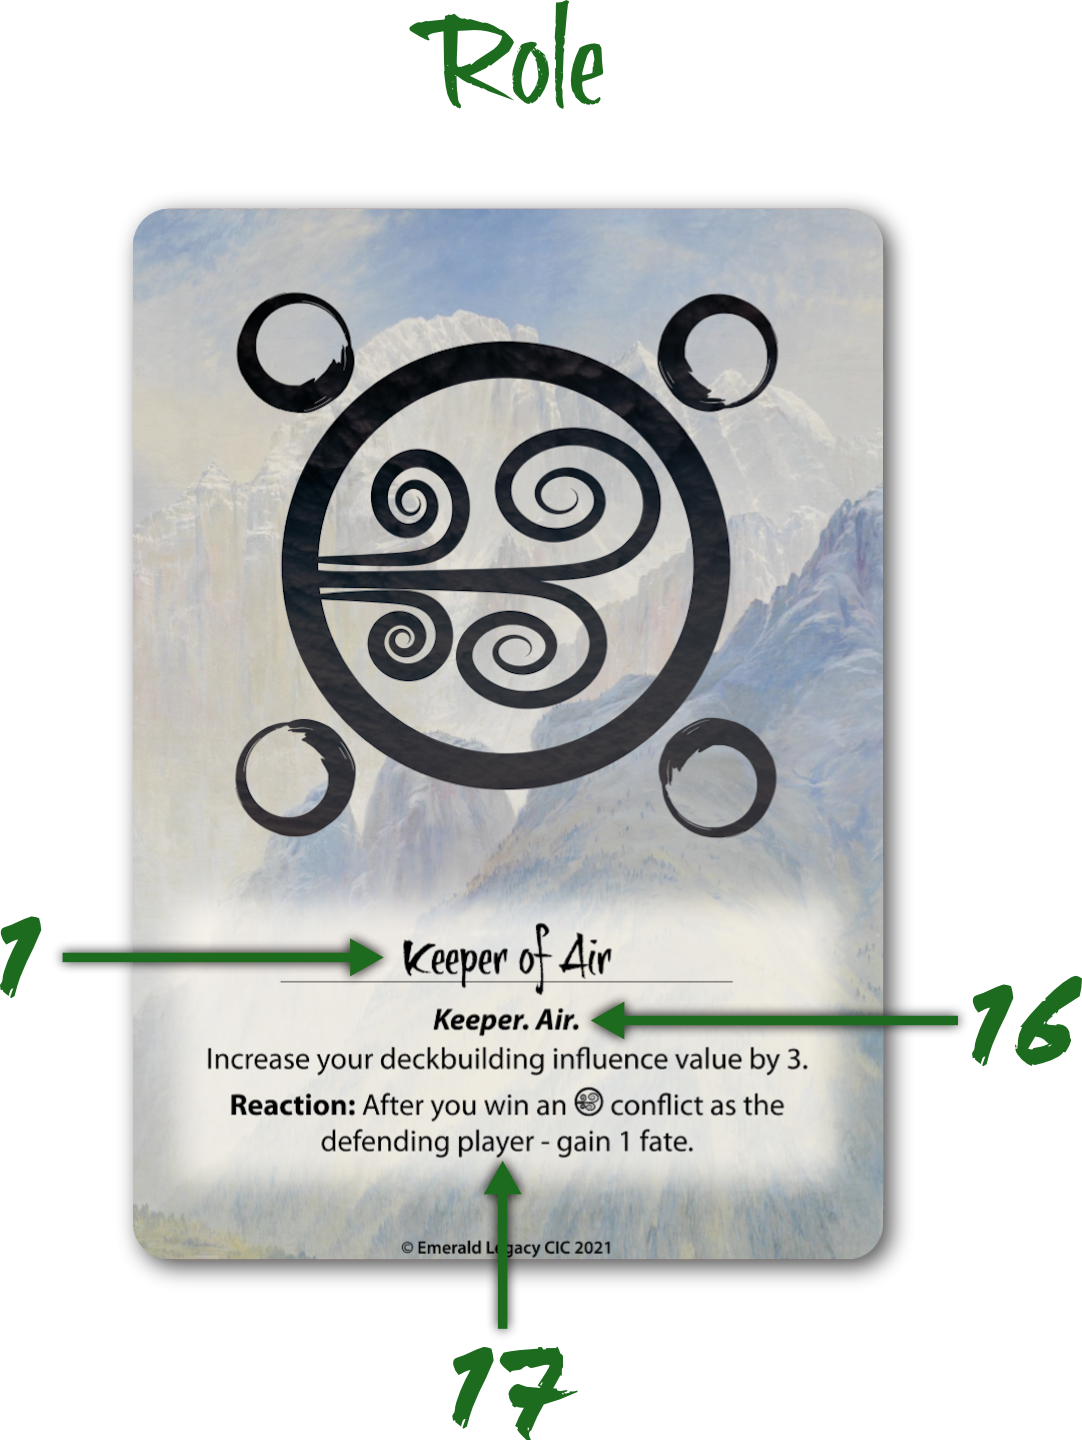 Role
1
Keeper of Air
Keeper. Air.
16
Increase your deckbuilding influence value by 3.
Reaction: After you win an conflict as the
defending player - gain 1 fate.
© Emerald Legacy CIC 2021
17